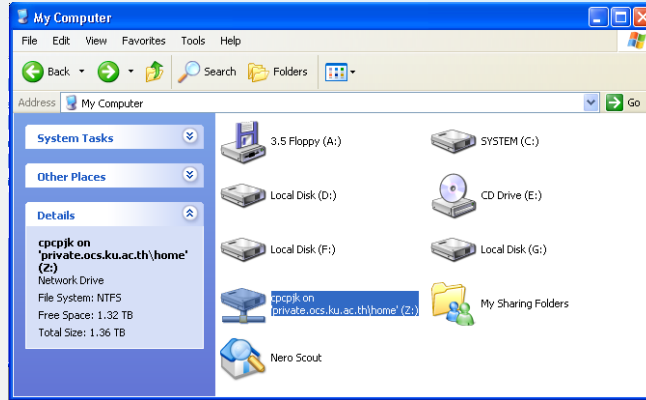 My Computer
File Edit View Favorites Tools Help
Back Search Folders
Address My Computer Go
System Tasks
Other Places
Details
cpcpjk on
'private.ocs.ku.ac.th\home'
(Z:)
Network Drive
File System: NTFS
Free Space: 1.32 TB
Total Size: 1.36 TB
3.5 Floppy (A:)
SYSTEM (C:)
Local Disk (D:)
CD Drive (E:)
Local Disk (F:)
Local Disk (G:)
cpcpjk on
'private.ocs.ku.ac.th\home' (Z:)
My Sharing Folders
Nero Scout